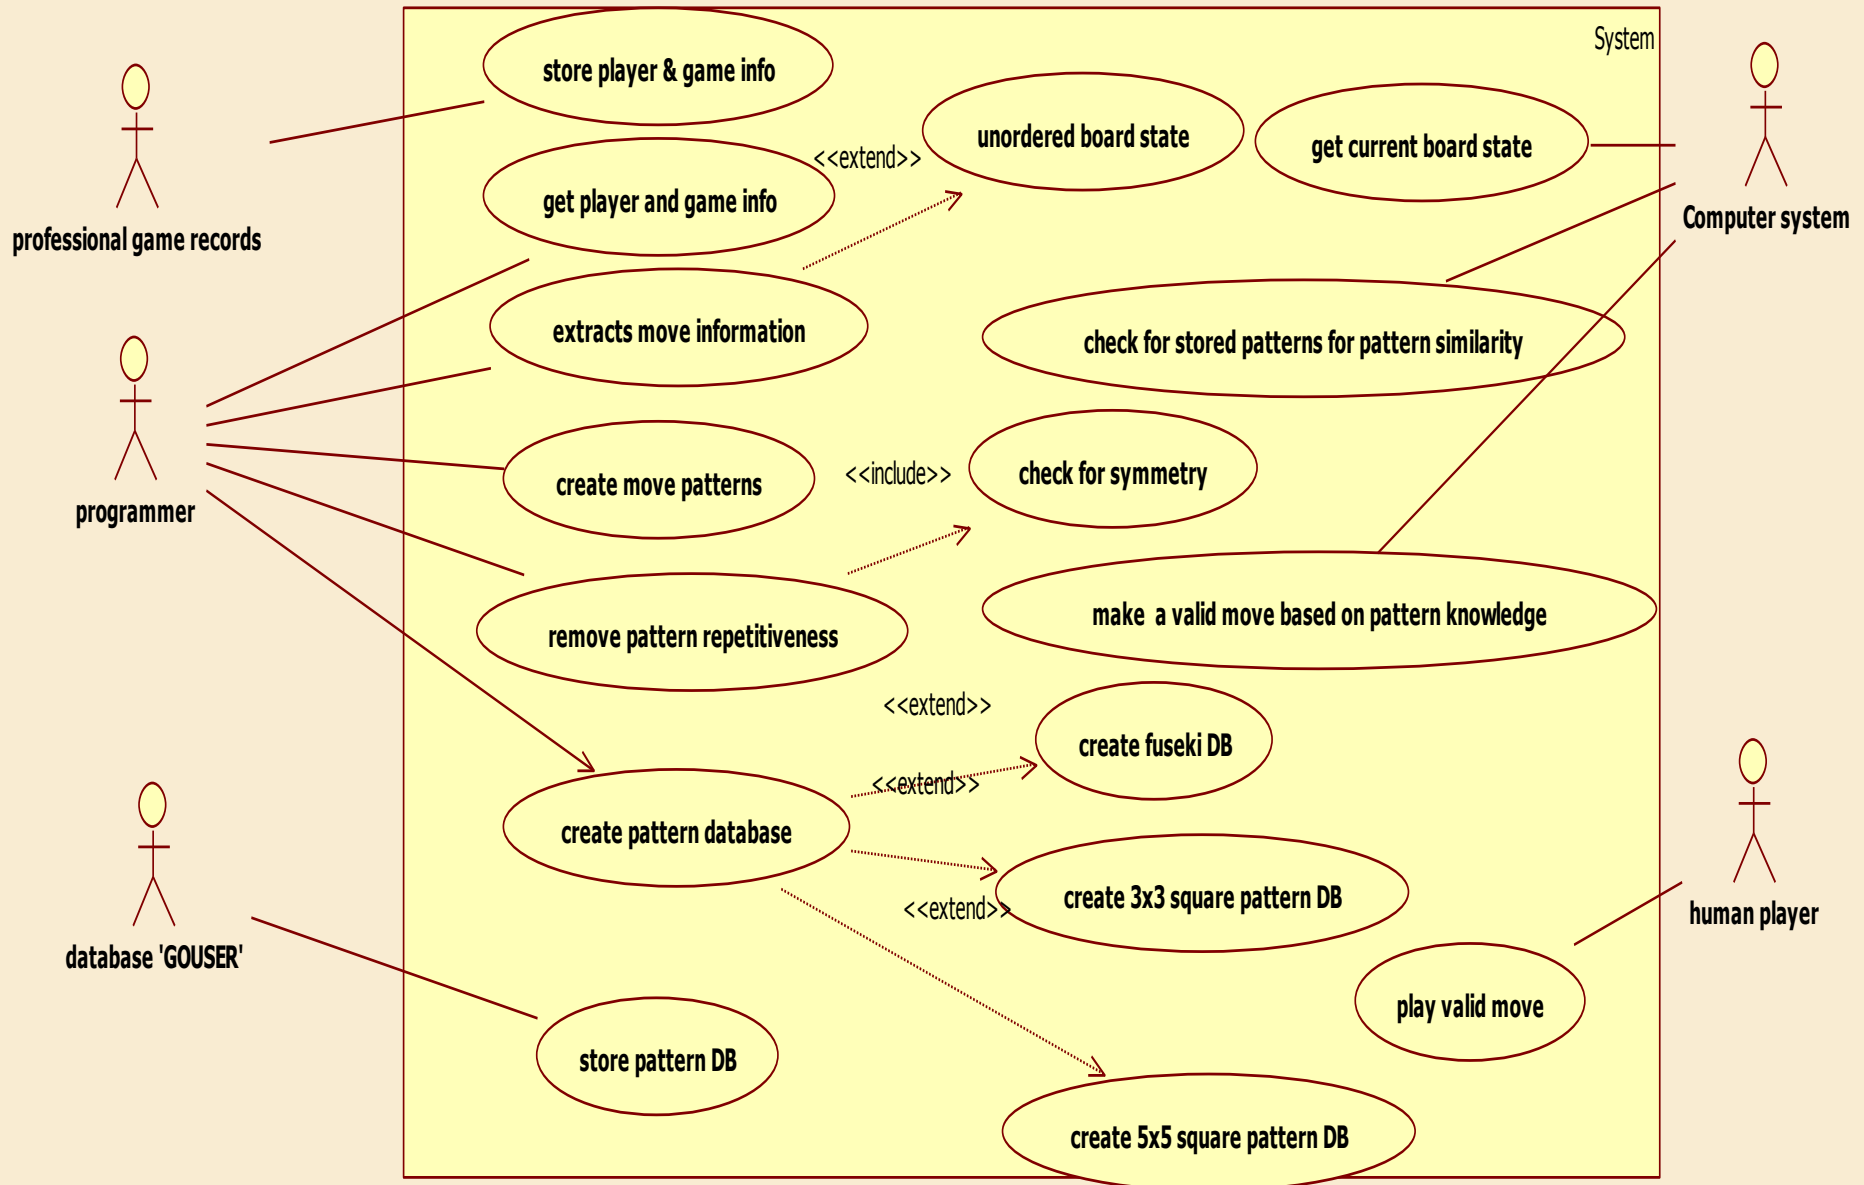 System
store player & game info
unordered board state
get current board state
<<extend>>
get player and game info
Computer system
professional game records
extracts move information
check for stored patterns for pattern similarity
create move patterns
<<include>>
check for symmetry
programmer
make  a valid move based on pattern knowledge
remove pattern repetitiveness
<<extend>>
create fuseki DB
<<extend>>
create pattern database
create 3x3 square pattern DB
<<extend>>
human player
database 'GOUSER'
play valid move
store pattern DB
create 5x5 square pattern DB